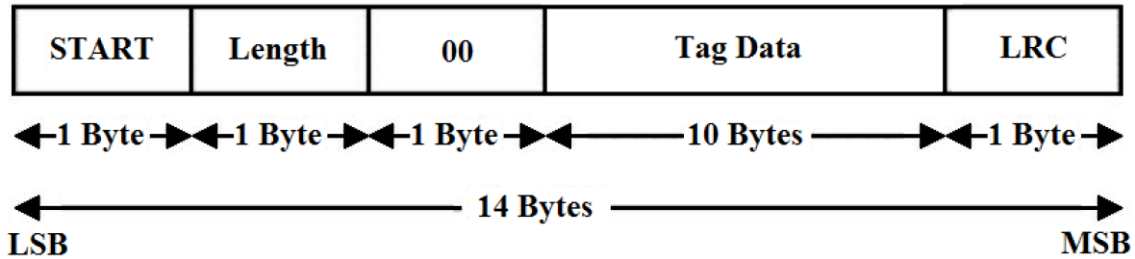 START Length 00 Tag Data LRC
1 Byte 1 Byte 1 Byte 10 Bytes 1 Byte
14 Bytes
LSB MSB